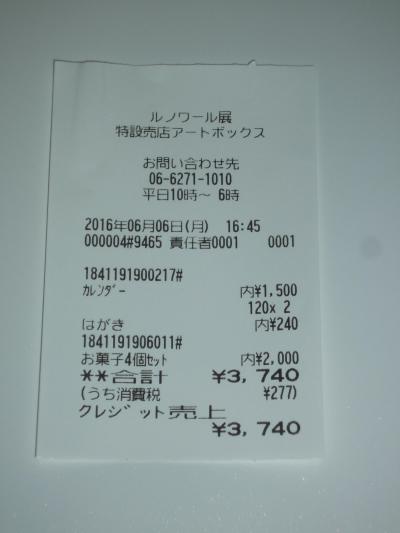 ルノワール展
特設売店アートボックス
お問い合わせ先
06-6271-1010
平日10時～ 6時
2016年06月06日(月) 16:45
000004#9465 責任者0001 0001
1841191900217#
ｶﾚﾝﾀﾞｰ 内¥1,500
120x 2
はがき 内¥240
1841191906011#
お菓子4個ｾｯﾄ 内¥2,000
**合計 ¥3,740
(うち消費税 ¥277)
クレジット売上
¥3,740